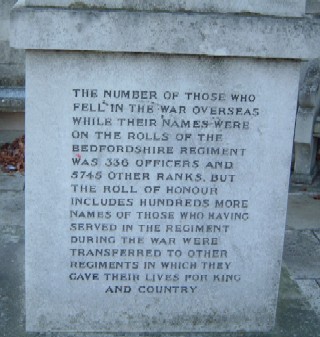 THE NUMBER OF THOSE WHO
FELL IN THE WAR OVERSEAS
WHILE THEIR NAMES WERE
ON THE ROLLS OF THE
BEDFORDSHIRE REGIMENT
WAS 336 OFFICERS AND
5745 OTHER RANKS, BUT
THE ROLL OF HONOUR
INCLUDES HUNDREDS MORE
NAMES OF THOSE WHO HAVING
SERVED IN THE REGIMENT
DURING THE WAR WERE
TRANSFERRED TO OTHER
REGIMENTS IN WHICH THEY
GAVE THEIR LIVES FOR KING
AND COUNTRY